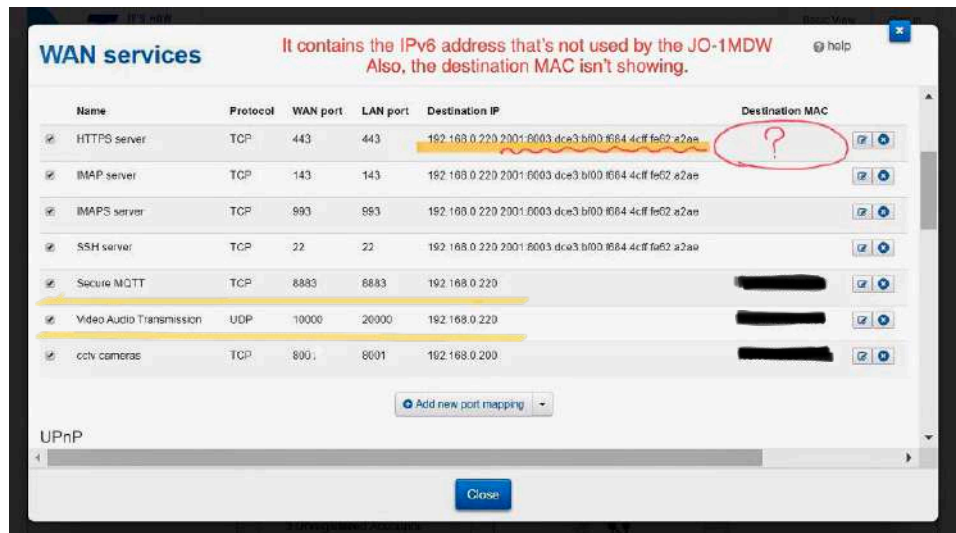 WAN services
It contains the IPv6 address that's not used by the JO-1MDW
Also, the destination MAC isn't showing.
help
Name Protocol WAN port LAN port Destination IP Destination MAC
HTTPS server TCP 443 443 192.168.0.220 2001:8003:dce3:bf00:f684:4cff:fe62:a2ae ?
IMAP server TCP 143 143 192.168.0.220 2001:8003:dce3:bf00:f684:4cff:fe62:a2ae
IMAPS server TCP 993 993 192.168.0.220 2001:8003:dce3:bf00:f684:4cff:fe62:a2ae
SSH server TCP 22 22 192.168.0.220 2001:8003:dce3:bf00:f684:4cff:fe62:a2ae
Secure MQTT TCP 8883 8883 192.168.0.220
Video Audio Transmission UDP 10000 20000 192.168.0.220
cctv cameras TCP 8001 8001 192.168.0.200
Add new port mapping
UPnP
Close